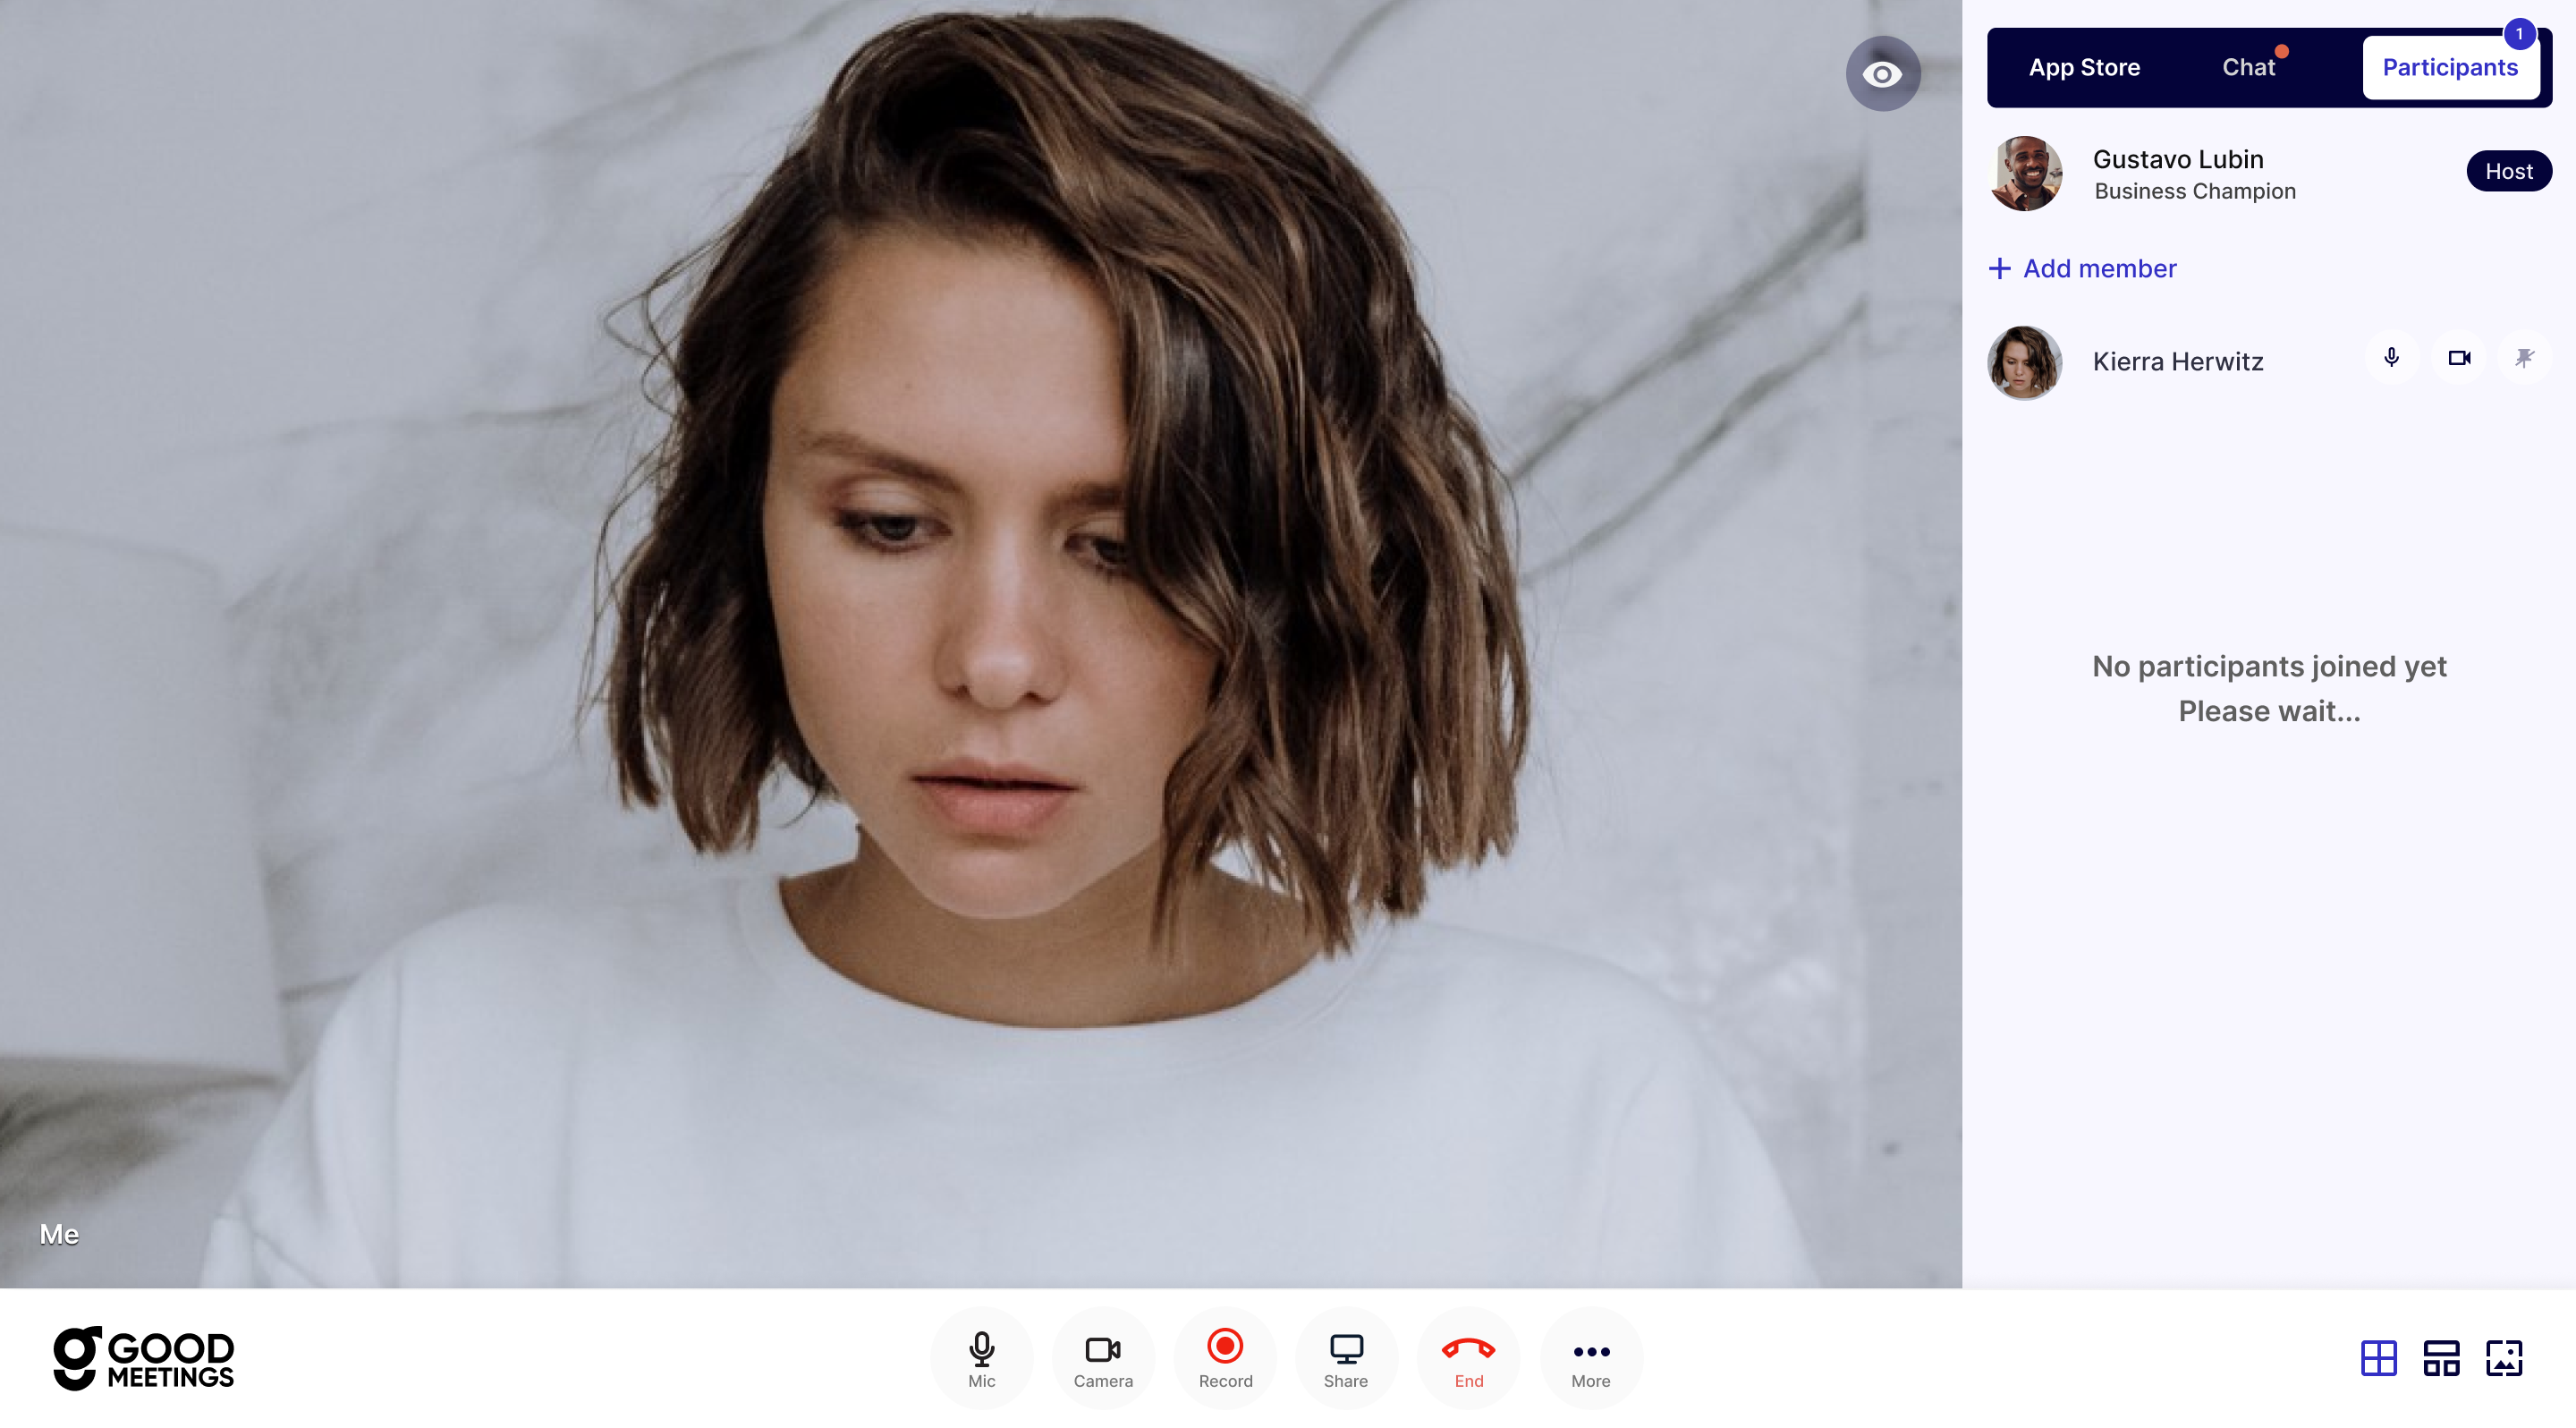 App Store
Chat
Participants
1
Gustavo Lubin
Business Champion
Host
Add member
Kierra Herwitz
No participants joined yet
Please wait...
Me
GOOD
MEETINGS
Mic
Camera
Record
Share
End
More